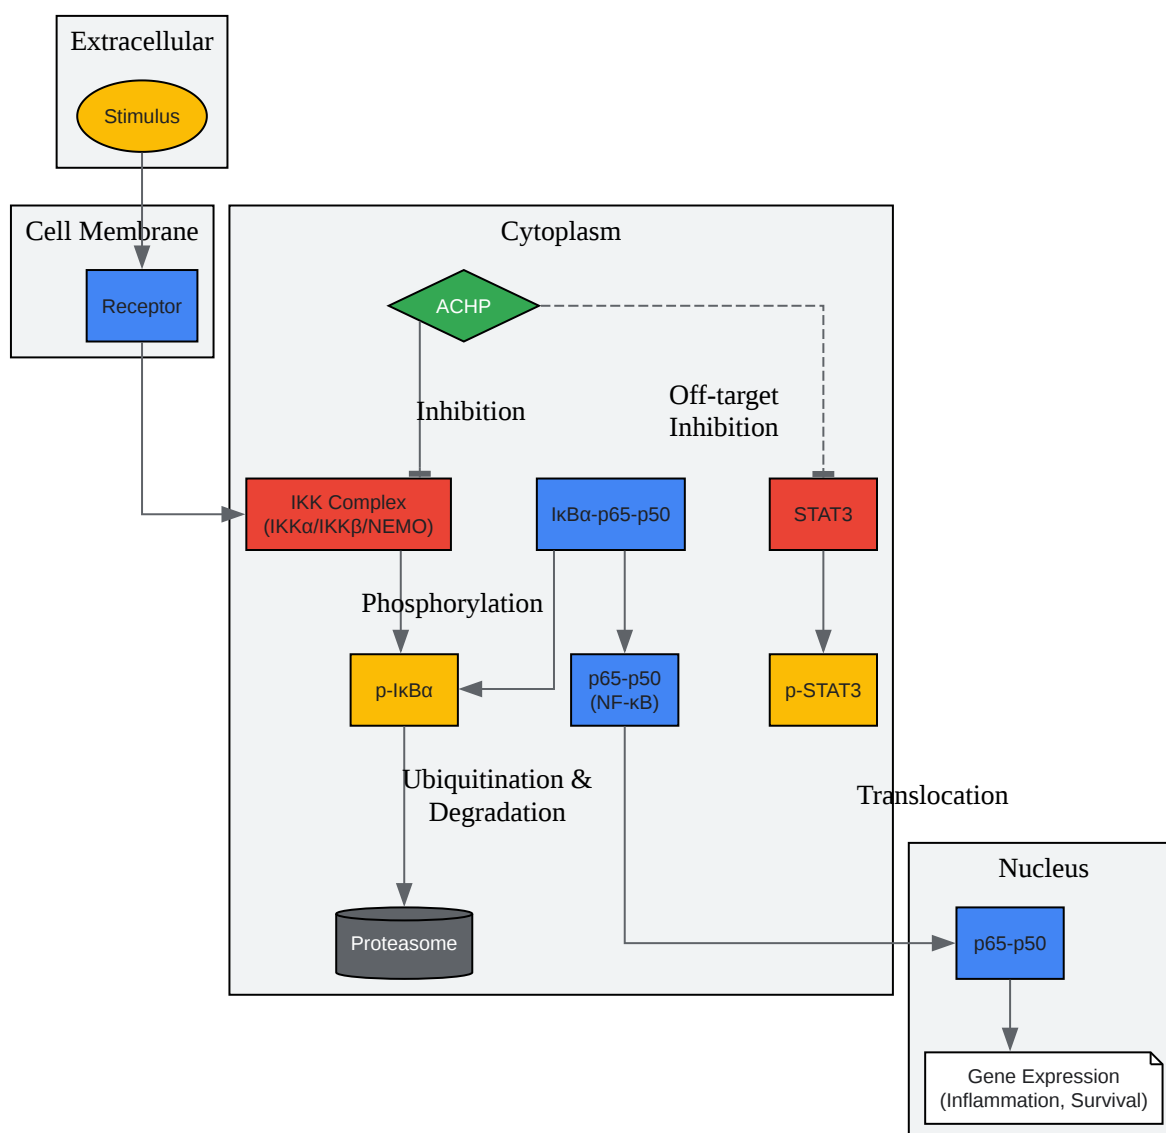 Extracellular
Stimulus
Cell Membrane
Receptor
Cytoplasm
ACHP
Inhibition
Off-target
Inhibition
IKK Complex
(IKKα/IKKβ/NEMO)
IκBα-p65-p50
STAT3
Phosphorylation
p-IκBα
p65-p50
(NF-κB)
p-STAT3
Ubiquitination &
Degradation
Translocation
Proteasome
Nucleus
p65-p50
Gene Expression
(Inflammation, Survival)